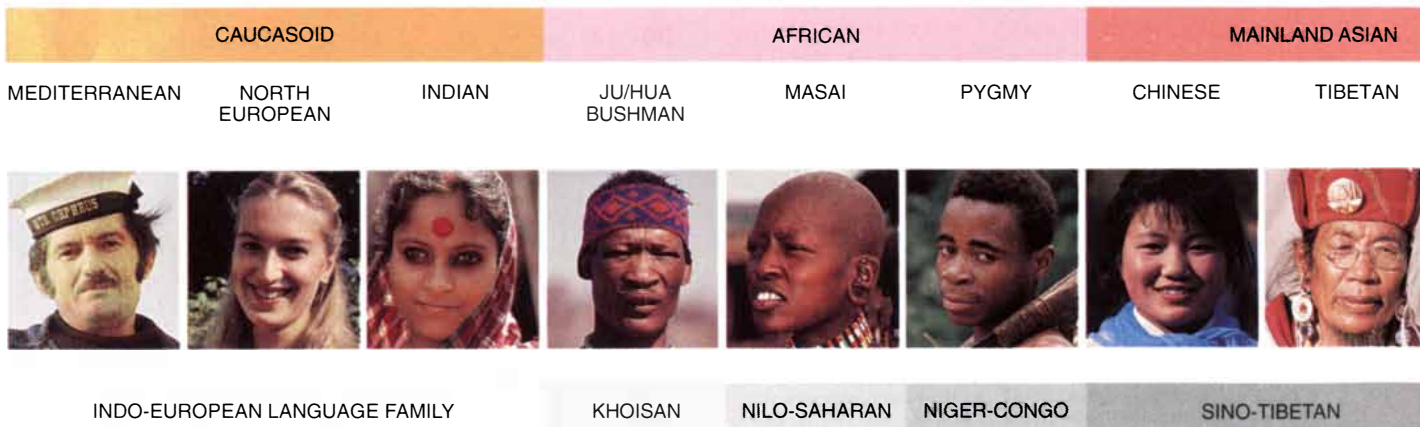 CAUCASOID
AFRICAN
MAINLAND ASIAN
MEDITERRANEAN
NORTH
EUROPEAN
INDIAN
JU/HUA
BUSHMAN
MASAI
PYGMY
CHINESE
TIBETAN
ORPHEUS
INDO-EUROPEAN LANGUAGE FAMILY
KHOISAN
NILO-SAHARAN
NIGER-CONGO
SINO-TIBETAN